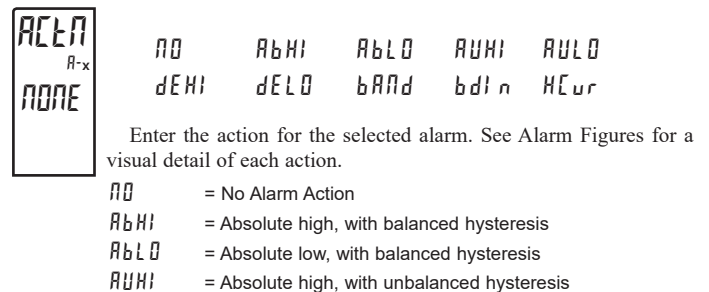 ACtN
A-x
NONE
NO AbHI AbLO AUHI AULO
dEHI dELO bANd bdIn HCur
Enter the action for the selected alarm. See Alarm Figures for a
visual detail of each action.
NO = No Alarm Action
AbHI = Absolute high, with balanced hysteresis
AbLO = Absolute low, with balanced hysteresis
AUHI = Absolute high, with unbalanced hysteresis